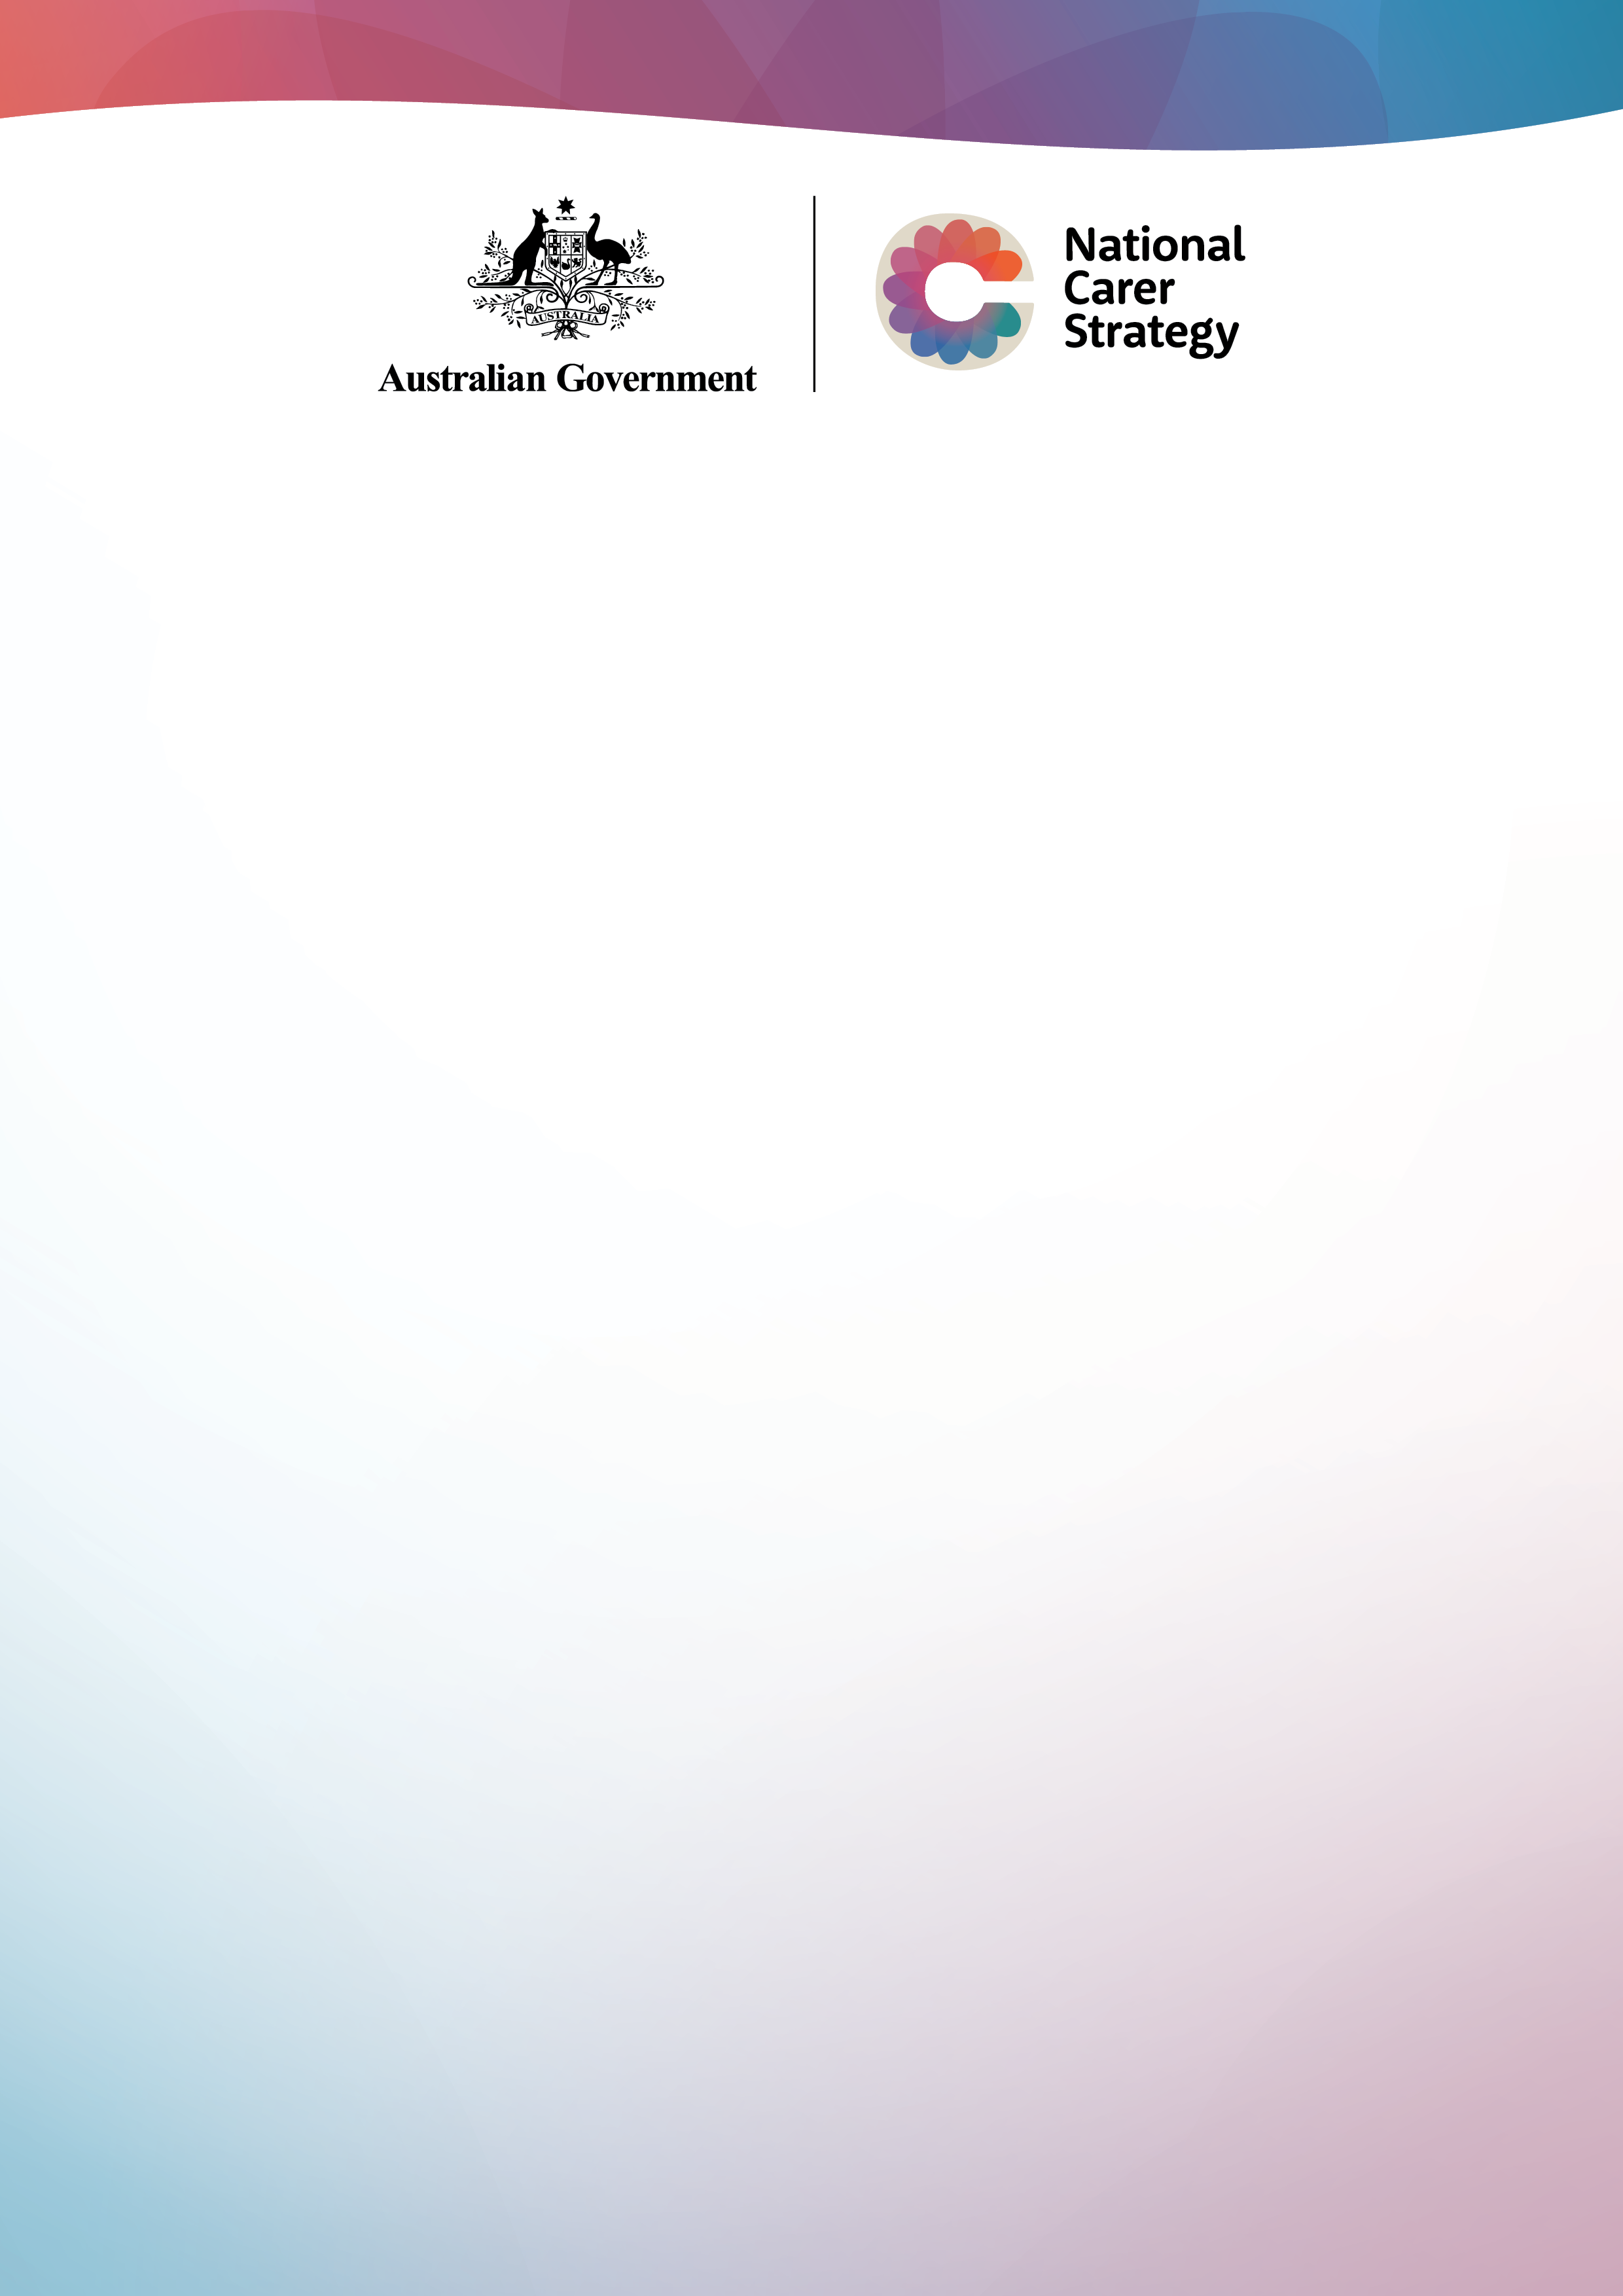 AUSTRALIA
Australian Government
National
Carer
Strategy